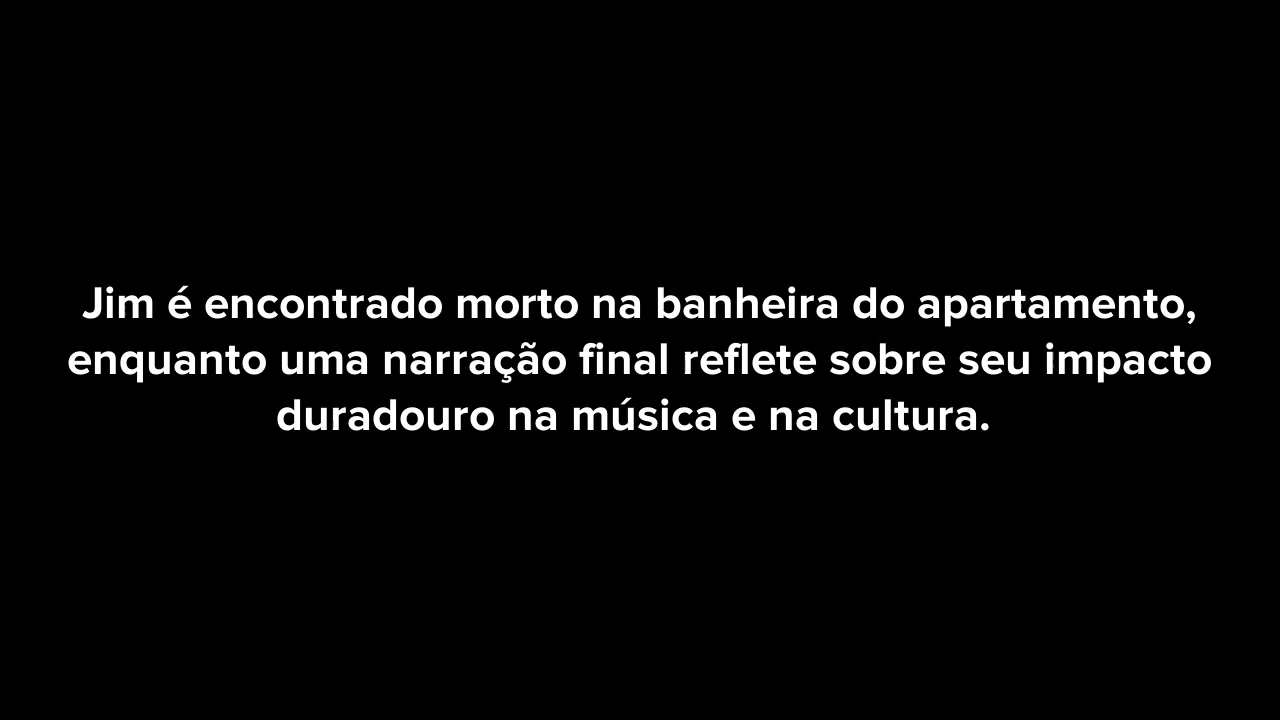 Jim é encontrado morto na banheira do apartamento,
enquanto uma narração final reflete sobre seu impacto
duradouro na música e na cultura.